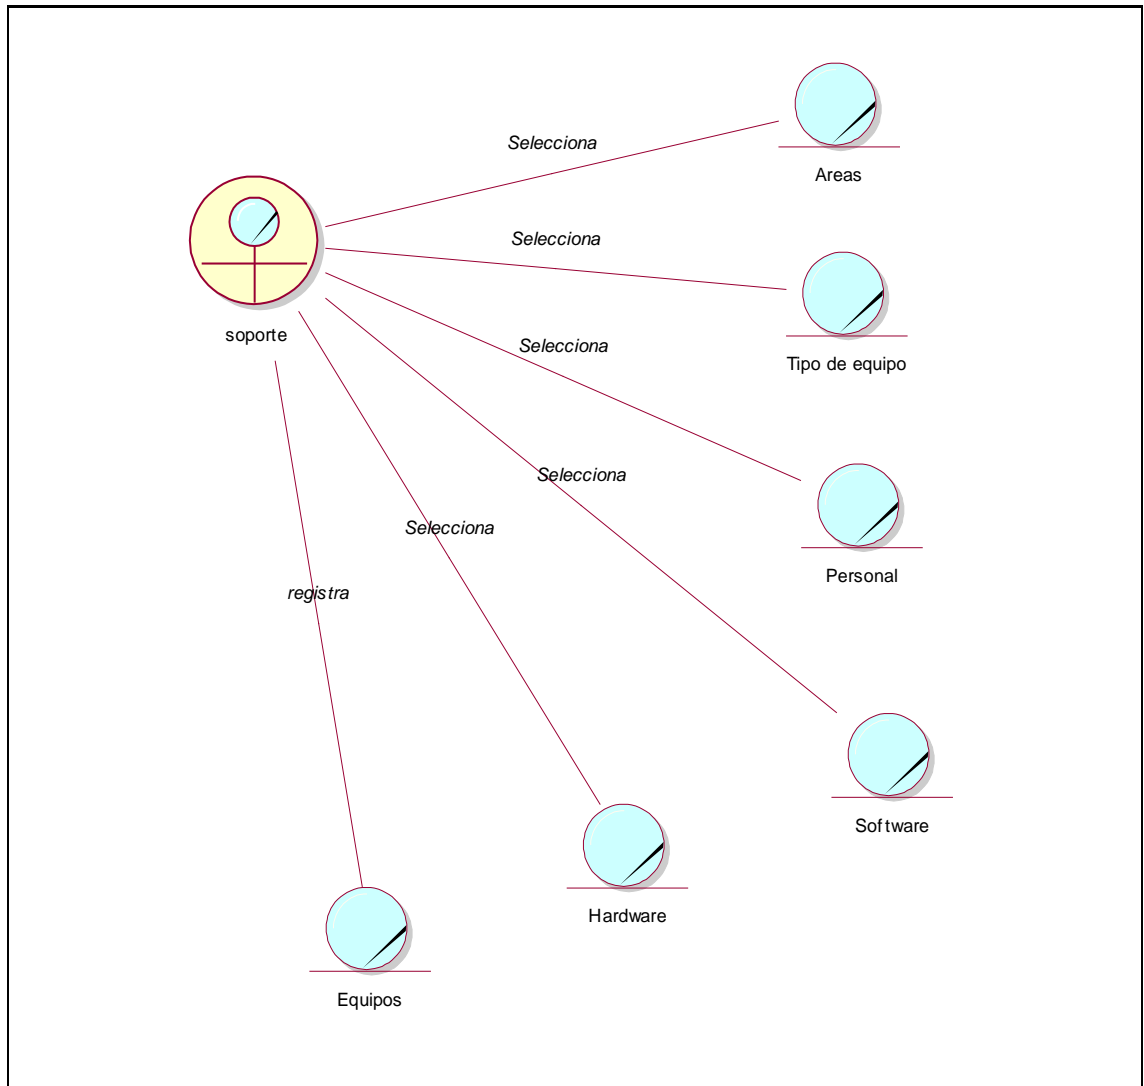 Selecciona
Areas
Selecciona
soporte
Tipo de equipo
Selecciona
Selecciona
Personal
Selecciona
registra
Software
Hardware
Equipos